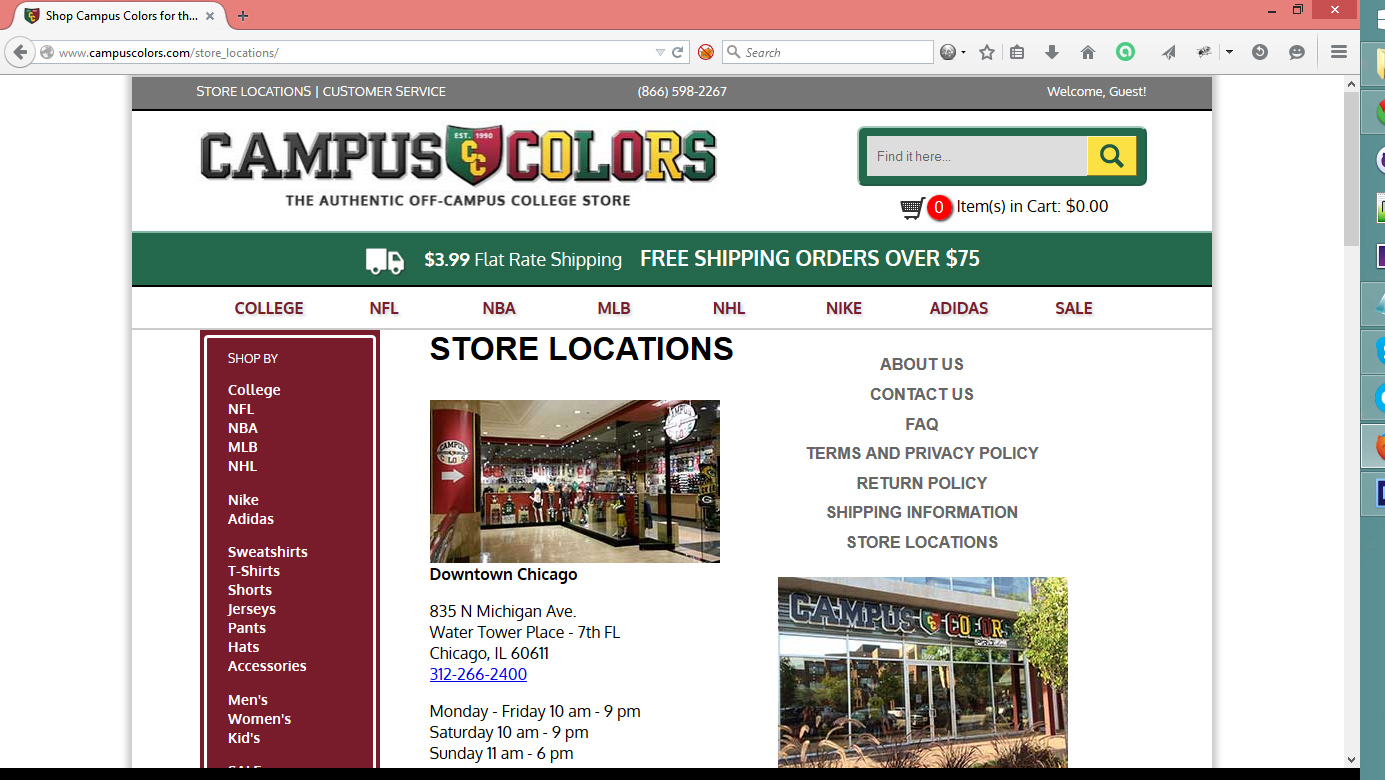 Shop Campus Colors for th...
www.campuscolors.com/store_locations/
Search
STORE LOCATIONS | CUSTOMER SERVICE
(866) 598-2267
Welcome, Guest!
CAMPUS COLORS
EST. 1990
CC
THE AUTHENTIC OFF-CAMPUS COLLEGE STORE
Find it here...
0 Item(s) in Cart: $0.00
$3.99 Flat Rate Shipping FREE SHIPPING ORDERS OVER $75
COLLEGE NFL NBA MLB NHL NIKE ADIDAS SALE
SHOP BY
College
NFL
NBA
MLB
NHL
Nike
Adidas
Sweatshirts
T-Shirts
Shorts
Jerseys
Pants
Hats
Accessories
Men's
Women's
Kid's
SALE
STORE LOCATIONS
CAMPUS
CAMPUS
Downtown Chicago
835 N Michigan Ave.
Water Tower Place - 7th FL
Chicago, IL 60611
312-266-2400
Monday - Friday 10 am - 9 pm
Saturday 10 am - 9 pm
Sunday 11 am - 6 pm
ABOUT US
CONTACT US
FAQ
TERMS AND PRIVACY POLICY
RETURN POLICY
SHIPPING INFORMATION
STORE LOCATIONS
CAMPUS COLORS